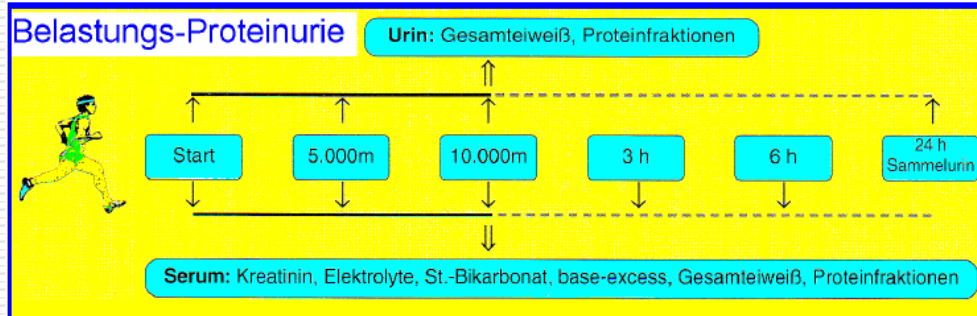 Belastungs-Proteinurie
Urin: Gesamteiweiß, Proteinfraktionen
Start
5.000m
10.000m
3 h
6 h
24 h
Sammelurin
Serum: Kreatinin, Elektrolyte, St.-Bikarbonat, base-excess, Gesamteiweiß, Proteinfraktionen